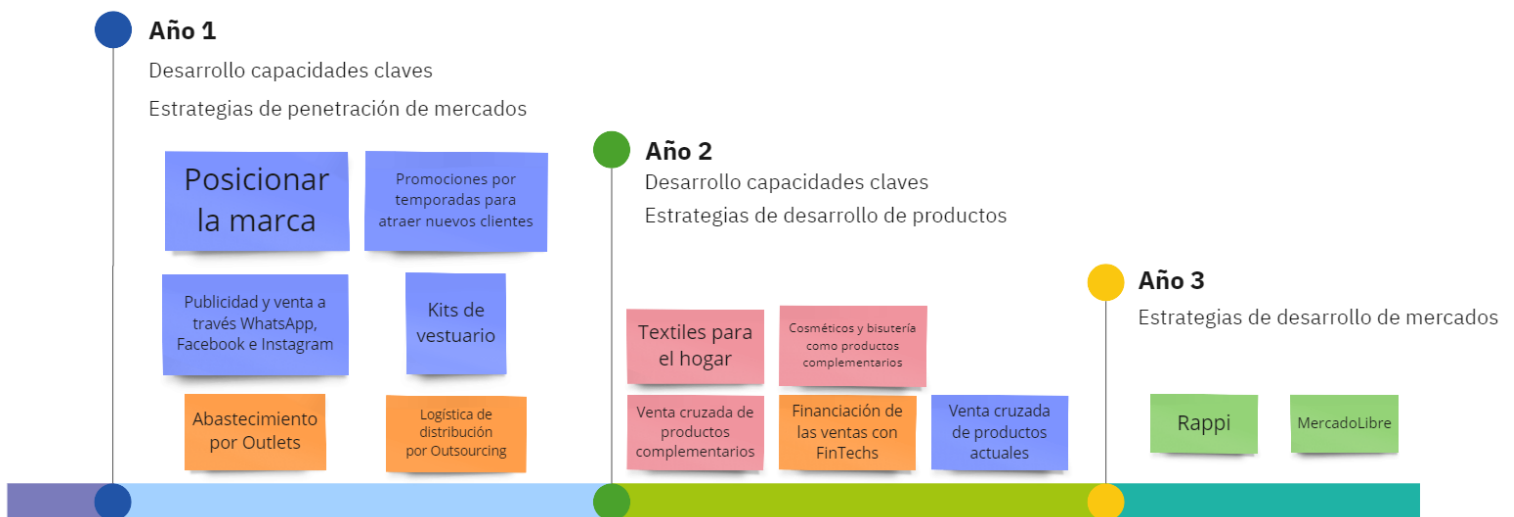 Año 1
Desarrollo capacidades claves
Estrategias de penetración de mercados
Posicionar
la marca
Promociones por
temporadas para
atraer nuevos clientes
Publicidad y venta a
través WhatsApp,
Facebook e Instagram
Kits de
vestuario
Abastecimiento
por Outlets
Logística de
distribución
por Outsourcing
Año 2
Desarrollo capacidades claves
Estrategias de desarrollo de productos
Textiles para
el hogar
Cosméticos y bisutería
como productos
complementarios
Venta cruzada de
productos
complementarios
Financiación de
las ventas con
FinTechs
Venta cruzada
de productos
actuales
Año 3
Estrategias de desarrollo de mercados
Rappi
MercadoLibre